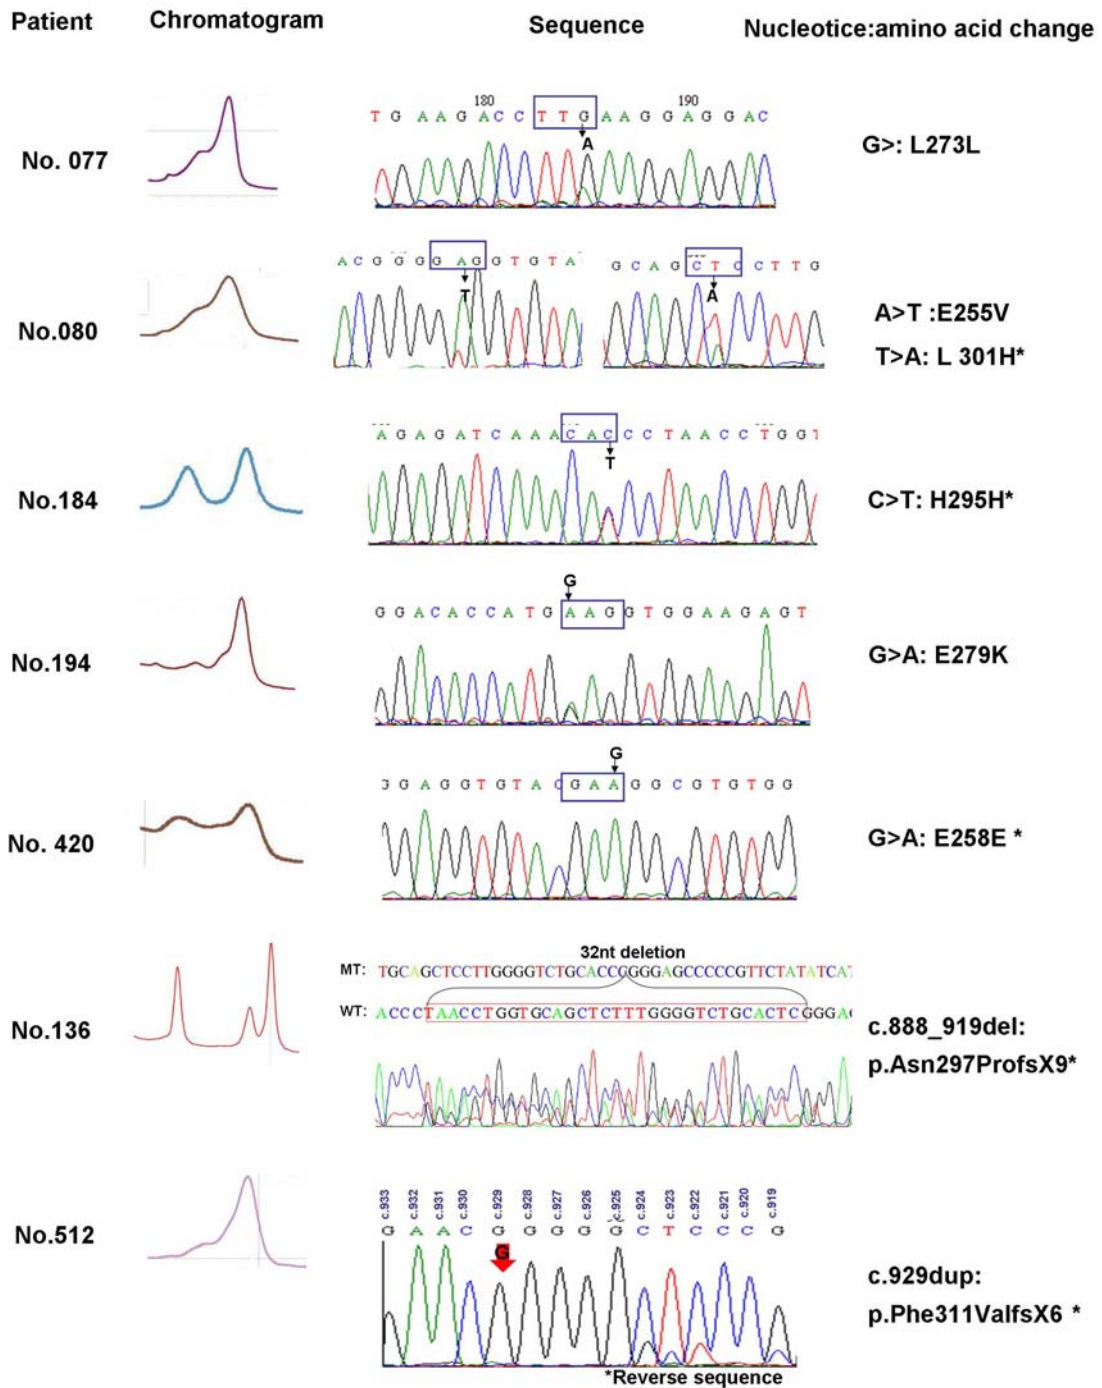 Patient Chromatogram Sequence Nucleotice:amino acid change
180 190
T G A A G A C C T T G A A G G A G G A C
A
No. 077
G>: L273L
A C G G G G A G G T G T A
T
G C A G C T C C T T G
A
No.080
A>T :E255V
T>A: L 301H*
A G A G A T C A A A C A C C C T A A C C T G G T
T
No.184
C>T: H295H*
G
G G A C A C C A T G A A G G T G G A A G A G T
No.194
G>A: E279K
G
G G A G G T G T A C G A A G G C G T G T G G
No. 420
G>A: E258E *
32nt deletion
MT: TGCAGCTCCTTGGGGTCTGCACCCGGGAGCCCCCGTTCTATATCAT
WT: ACCCTAACCTGGTGCAGCTCTTTGGGGTCTGCACTCGGGAG
No.136
c.888_919del:
p.Asn297ProfsX9*
c.933 c.932 c.931 c.930 c.929 c.928 c.927 c.926 c.925 c.924 c.923 c.922 c.921 c.920 c.919
G A A C G G G G G C T C C C G
G
No.512
c.929dup:
p.Phe311ValfsX6 *
*Reverse sequence